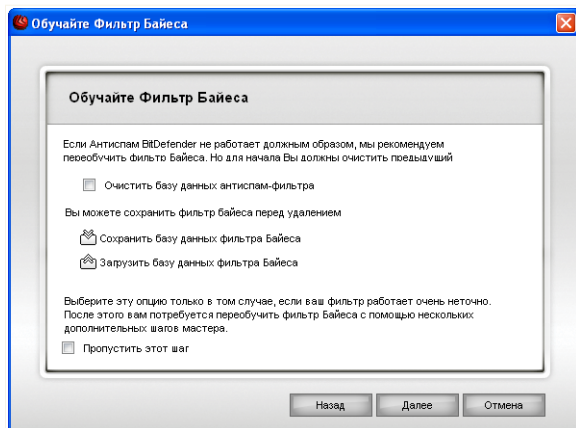 Обучайте Фильтр Байеса
Обучайте Фильтр Байеса
Если Антиспам BitDefender не работает должным образом, мы рекомендуем
переобучить фильтр Байеса. Но для начала Вы должны очистить предыдущий
Очистить базу данных антиспам-фильтра
Вы можете сохранить фильтр байеса перед удалением
Сохранить базу данных фильтра Байеса
Загрузить базу данных фильтра Байеса
Выберите эту опцию только в том случае, если ваш фильтр работает очень неточно.
После этого вам потребуется переобучить фильтр Байеса с помощью нескольких
дополнительных шагов мастера.
Пропустить этот шаг
Назад Далее Отмена